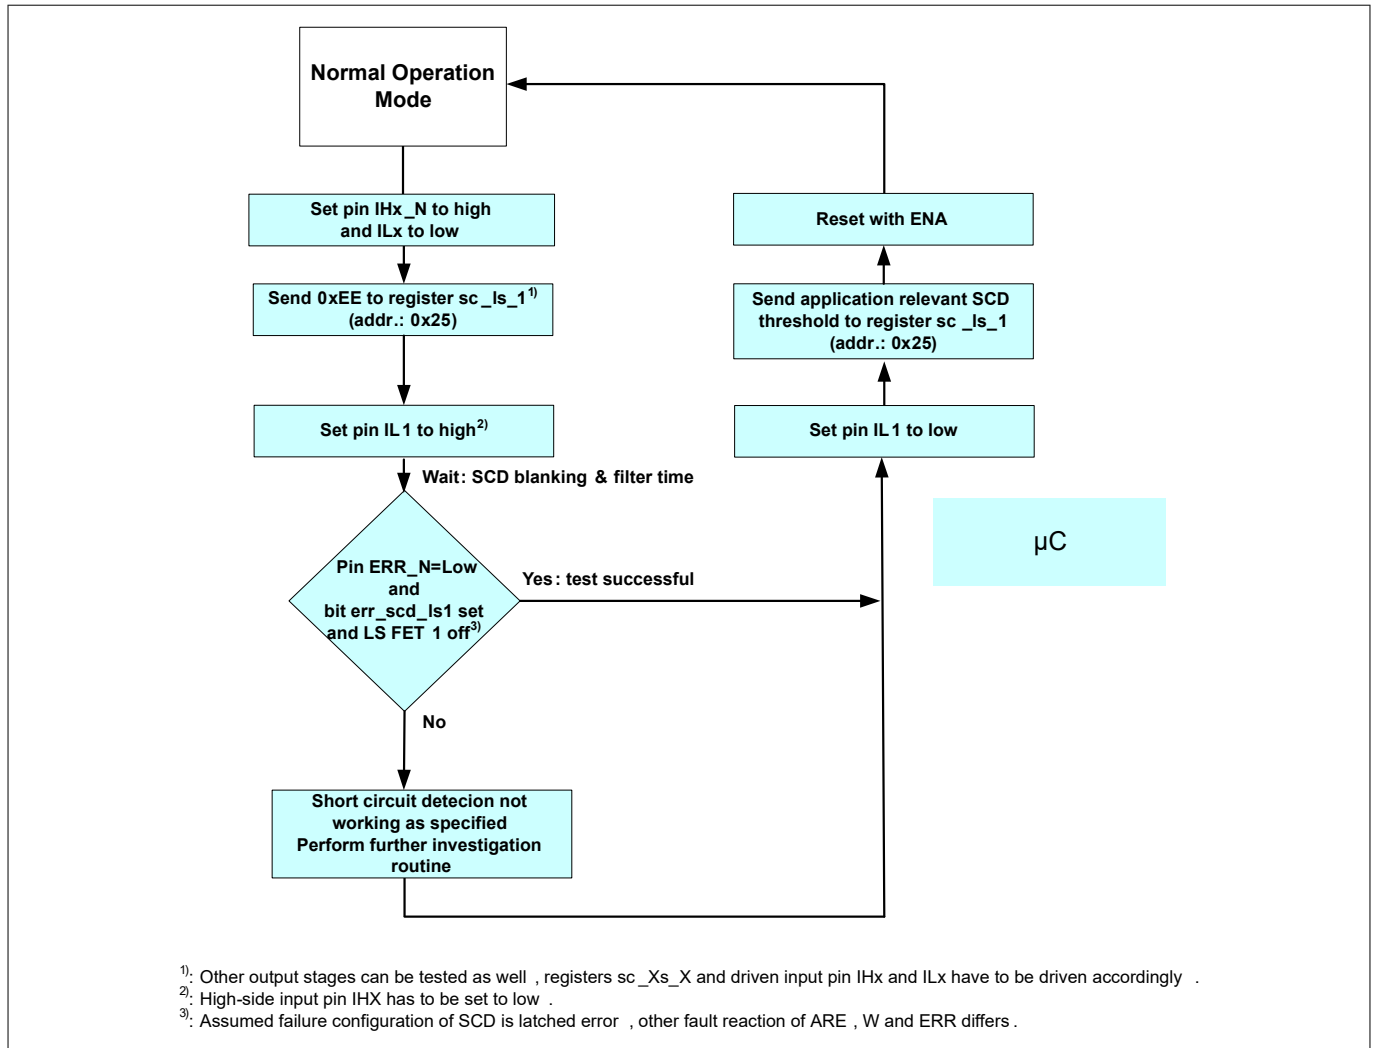 Normal Operation
Mode
Set pin IHx_N to high
and ILx to low
Send 0xEE to register sc_ls_1 1)
(addr.: 0x25)
Set pin IL1 to high 2)
Wait: SCD blanking & filter time
Pin ERR_N=Low
and
bit err_scd_ls1 set
and LS FET 1 off 3)
Yes: test successful
No
Short circuit detecion not
working as specified
Perform further investigation
routine
Reset with ENA
Send application relevant SCD
threshold to register sc_ls_1
(addr.: 0x25)
Set pin IL1 to low
µC
1): Other output stages can be tested as well , registers sc_Xs_X and driven input pin IHx and ILx have to be driven accordingly .
2): High-side input pin IHX has to be set to low .
3): Assumed failure configuration of SCD is latched error , other fault reaction of ARE , W and ERR differs .